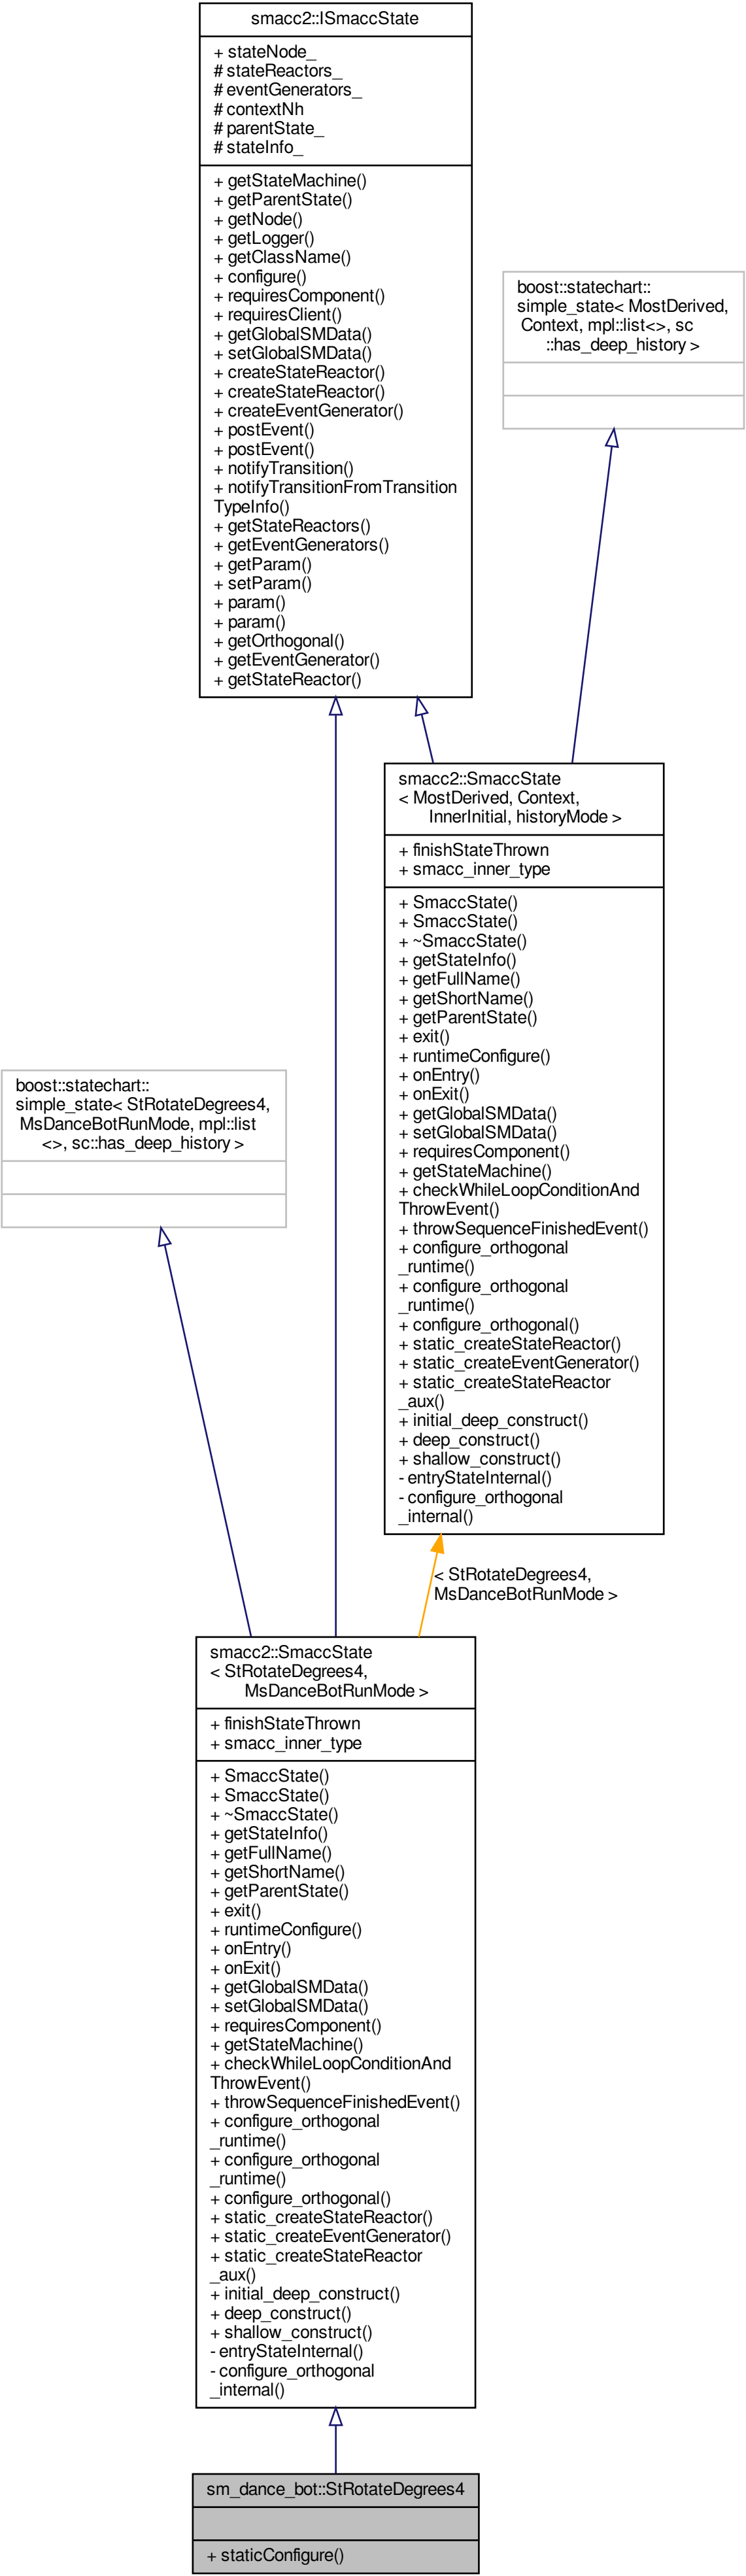 smacc2::ISmaccState
+ stateNode_
# stateReactors_
# eventGenerators_
# contextNh
# parentState_
# stateInfo_
+ getStateMachine()
+ getParentState()
+ getNode()
+ getLogger()
+ getClassName()
+ configure()
+ requiresComponent()
+ requiresClient()
+ getGlobalSMData()
+ setGlobalSMData()
+ createStateReactor()
+ createStateReactor()
+ createEventGenerator()
+ postEvent()
+ postEvent()
+ notifyTransition()
+ notifyTransitionFromTransition
TypeInfo()
+ getStateReactors()
+ getEventGenerators()
+ getParam()
+ setParam()
+ param()
+ param()
+ getOrthogonal()
+ getEventGenerator()
+ getStateReactor()
boost::statechart::
simple_state< MostDerived,
Context, mpl::list<>, sc
::has_deep_history >
smacc2::SmaccState
< MostDerived, Context,
InnerInitial, historyMode >
+ finishStateThrown
+ smacc_inner_type
+ SmaccState()
+ SmaccState()
+ ~SmaccState()
+ getStateInfo()
+ getFullName()
+ getShortName()
+ getParentState()
+ exit()
+ runtimeConfigure()
+ onEntry()
+ onExit()
+ getGlobalSMData()
+ setGlobalSMData()
+ requiresComponent()
+ getStateMachine()
+ checkWhileLoopConditionAnd
ThrowEvent()
+ throwSequenceFinishedEvent()
+ configure_orthogonal
_runtime()
+ configure_orthogonal
_runtime()
+ configure_orthogonal()
+ static_createStateReactor()
+ static_createEventGenerator()
+ static_createStateReactor
_aux()
+ initial_deep_construct()
+ deep_construct()
+ shallow_construct()
- entryStateInternal()
- configure_orthogonal
_internal()
boost::statechart::
simple_state< StRotateDegrees4,
MsDanceBotRunMode, mpl::list
<>, sc::has_deep_history >
< StRotateDegrees4,
MsDanceBotRunMode >
smacc2::SmaccState
< StRotateDegrees4,
MsDanceBotRunMode >
+ finishStateThrown
+ smacc_inner_type
+ SmaccState()
+ SmaccState()
+ ~SmaccState()
+ getStateInfo()
+ getFullName()
+ getShortName()
+ getParentState()
+ exit()
+ runtimeConfigure()
+ onEntry()
+ onExit()
+ getGlobalSMData()
+ setGlobalSMData()
+ requiresComponent()
+ getStateMachine()
+ checkWhileLoopConditionAnd
ThrowEvent()
+ throwSequenceFinishedEvent()
+ configure_orthogonal
_runtime()
+ configure_orthogonal
_runtime()
+ configure_orthogonal()
+ static_createStateReactor()
+ static_createEventGenerator()
+ static_createStateReactor
_aux()
+ initial_deep_construct()
+ deep_construct()
+ shallow_construct()
- entryStateInternal()
- configure_orthogonal
_internal()
sm_dance_bot::StRotateDegrees4
+ staticConfigure()